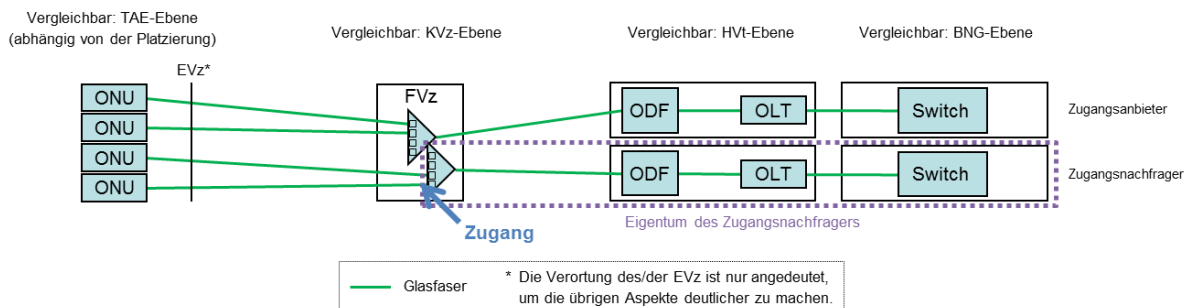 Vergleichbar: TAE-Ebene
(abhängig von der Platzierung)
Vergleichbar: KVz-Ebene
Vergleichbar: HVt-Ebene
Vergleichbar: BNG-Ebene
EVz*
FVz
ONU
ONU
ONU
ONU
ODF
OLT
Switch
Zugangsanbieter
ODF
OLT
Switch
Zugangsnachfrager
Eigentum des Zugangsnachfragers
Zugang
Glasfaser
* Die Verortung des/der EVz ist nur angedeutet,
um die übrigen Aspekte deutlicher zu machen.